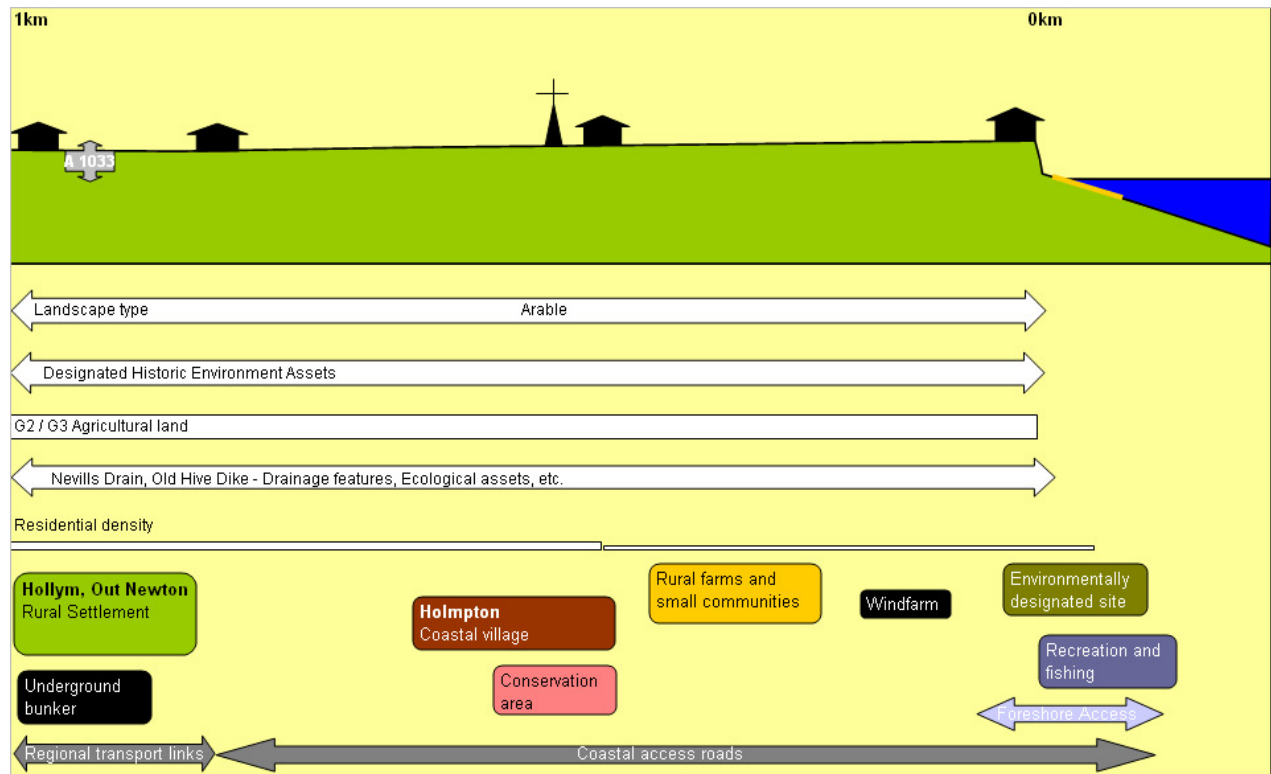 1km
0km
A 1033
Landscape type
Arable
Designated Historic Environment Assets
G2 / G3 Agricultural land
Nevills Drain, Old Hive Dike - Drainage features, Ecological assets, etc.
Residential density
Hollym, Out Newton
Rural Settlement
Holmpton
Coastal village
Rural farms and
small communities
Windfarm
Environmentally
designated site
Underground
bunker
Conservation
area
Recreation and
fishing
Foreshore Access
Regional transport links
Coastal access roads